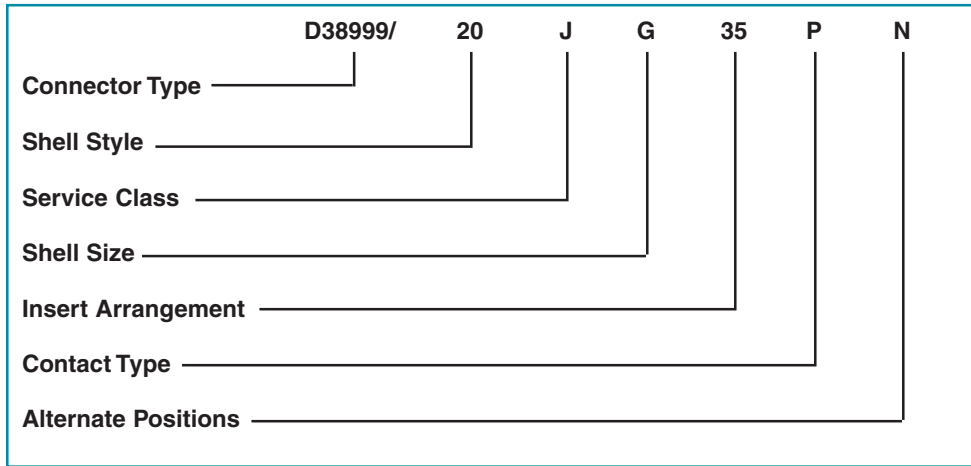 D38999/ 20 J G 35 P N
Connector Type
Shell Style
Service Class
Shell Size
Insert Arrangement
Contact Type
Alternate Positions